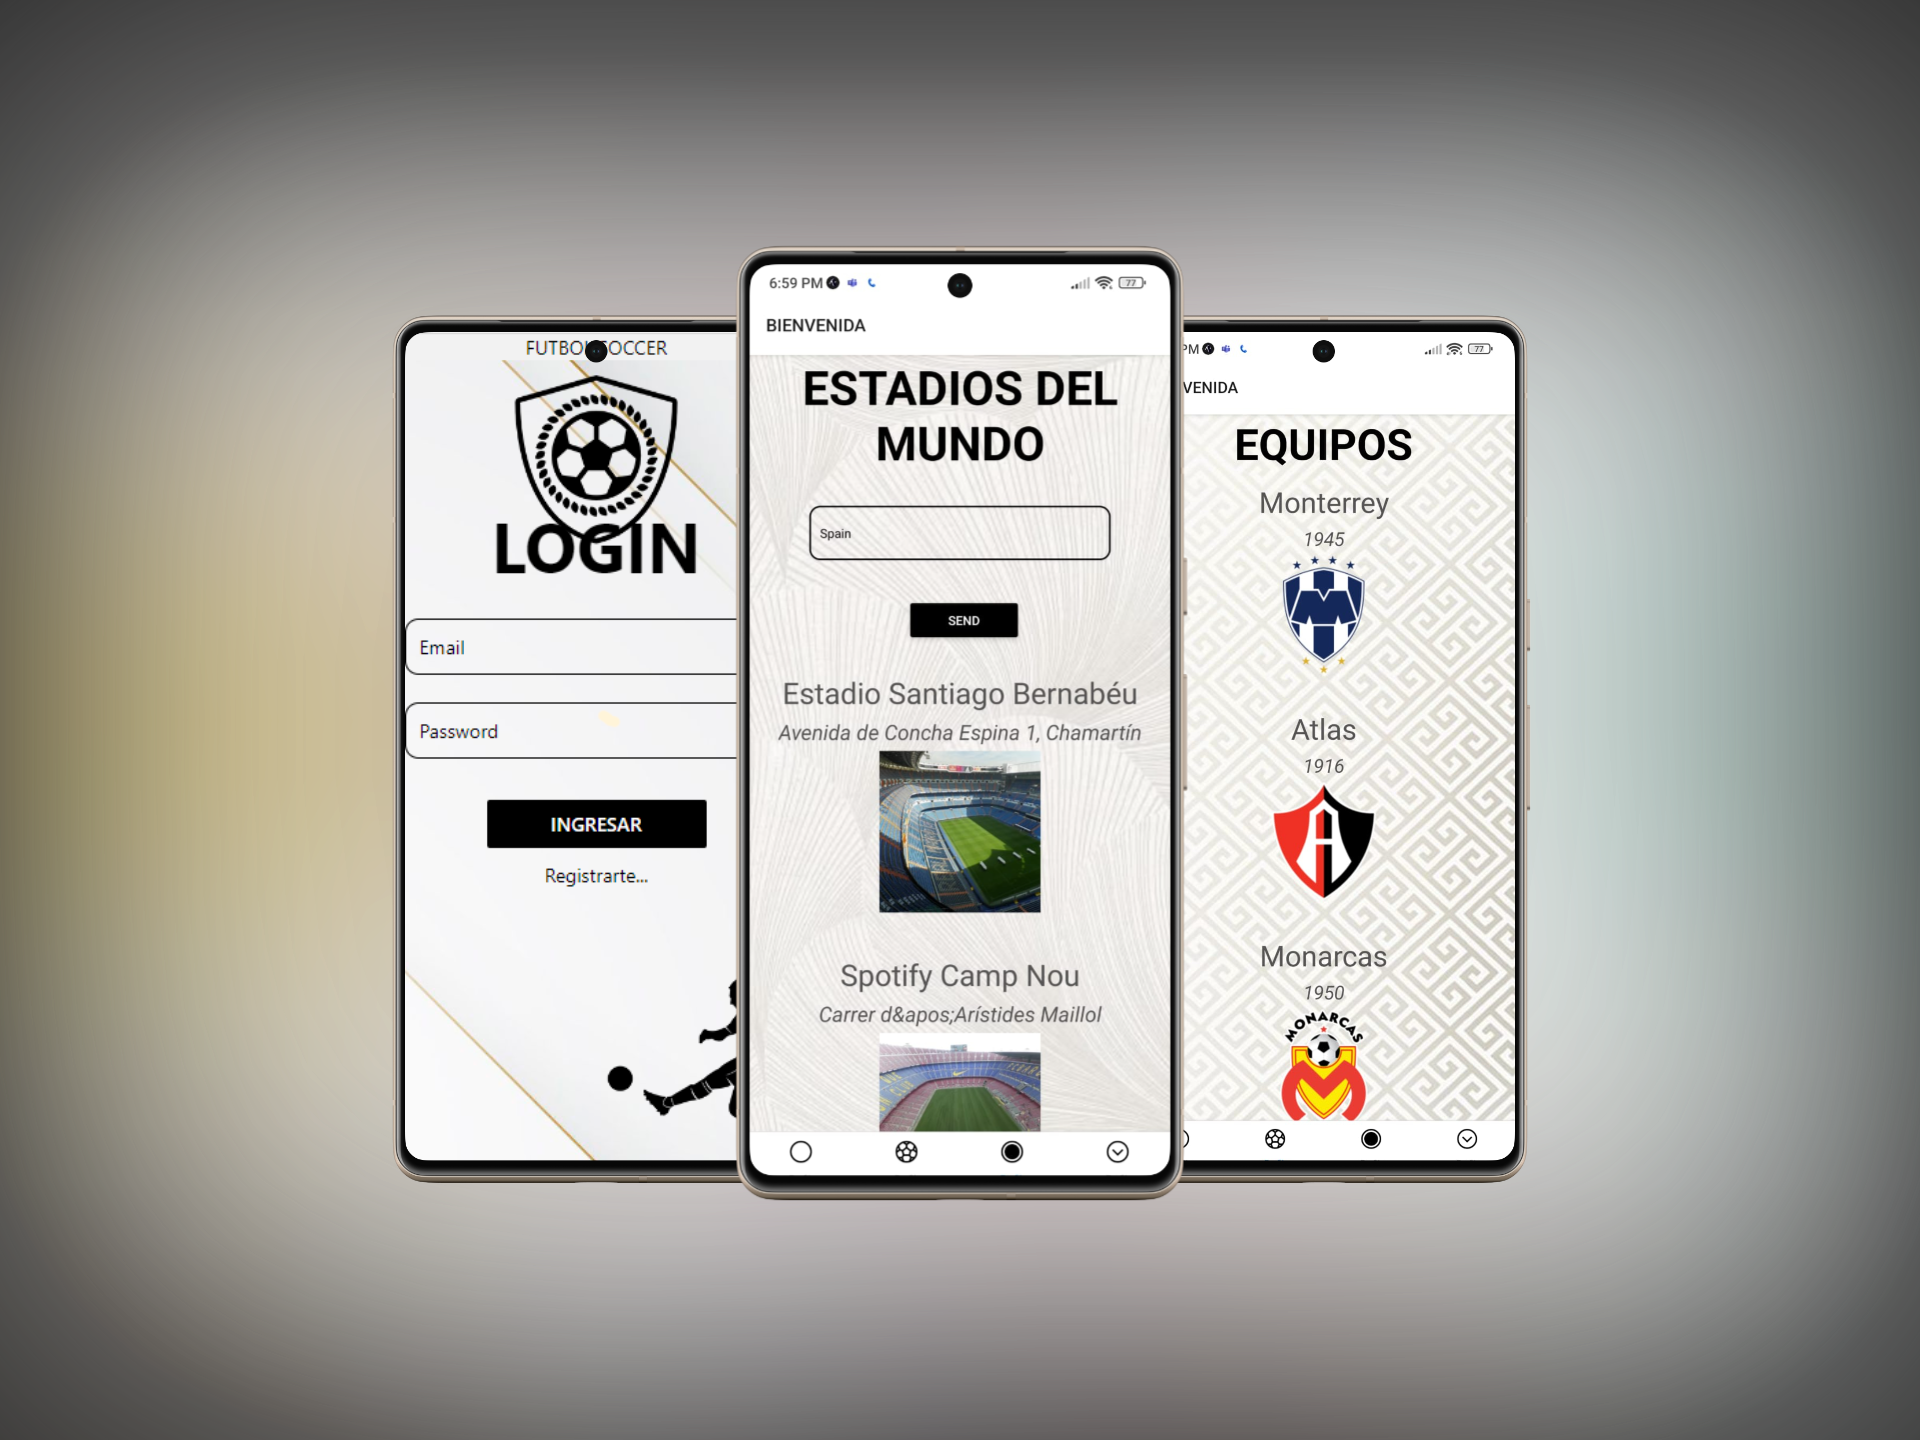 FUTBOL SOCCER
LOGIN
Email
Password
INGRESAR
Registrarte...
6:59 PM
77
BIENVENIDA
ESTADIOS DEL
MUNDO
Spain
SEND
Estadio Santiago Bernabéu
Avenida de Concha Espina 1, Chamartín
Spotify Camp Nou
Carrer d&apos;Arístides Maillol
PM
77
VENIDA
EQUIPOS
Monterrey
1945
M
Atlas
1916
A
Monarcas
1950
MONARCAS
M